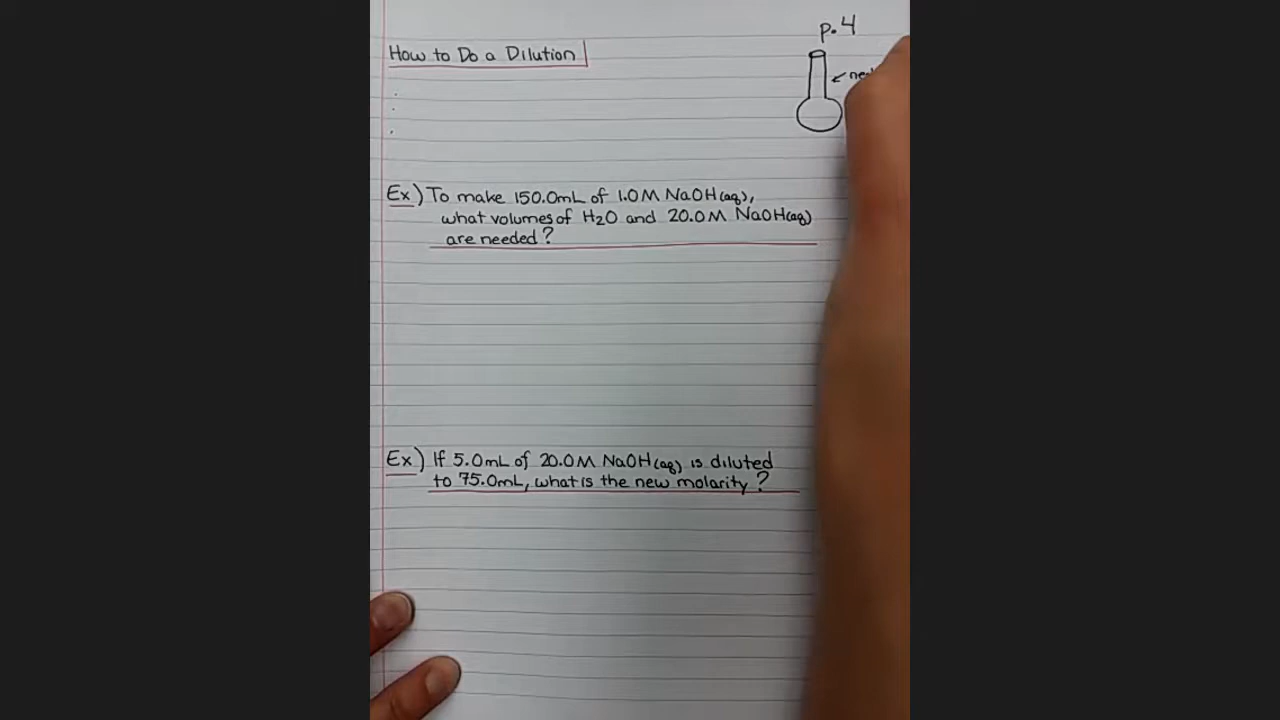 p.4
How to Do a Dilution
Ex) To make 150.0mL of 1.0M NaOH(aq),
what volumes of H₂O and 20.0M NaOH(aq)
are needed?
Ex) If 5.0mL of 20.0M NaOH(aq) is diluted
to 75.0mL, what is the new molarity?